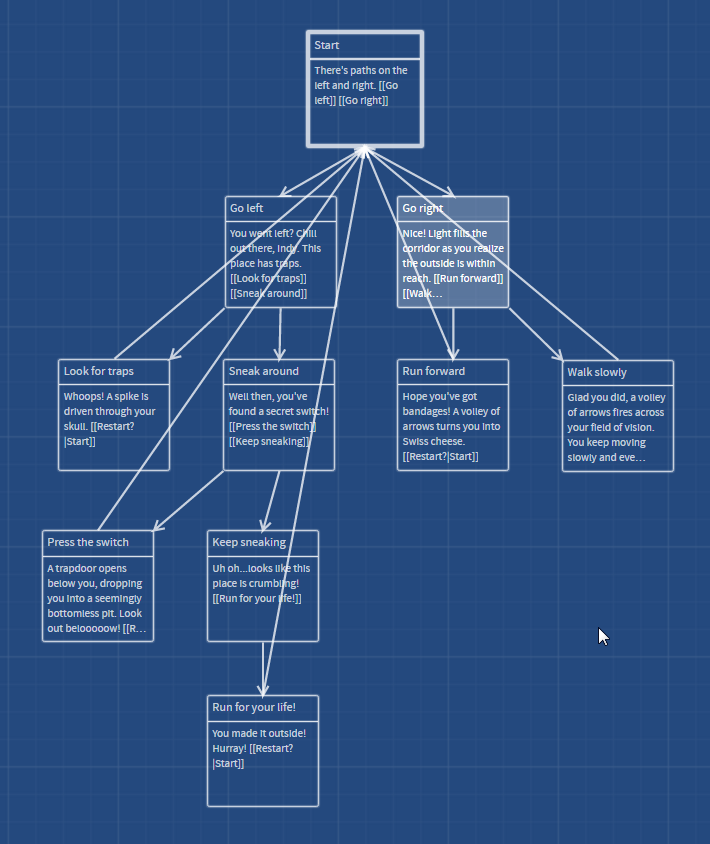 Start
There's paths on the
left and right. [[Go
left]] [[Go right]]
Go left
You went left? Chill
out there, Indy. This
place has traps.
[[Look for traps]]
[[Sneak around]]
Go right
Nice! Light fills the
corridor as you realize
the outside is within
reach. [[Run forward]]
[[Walk...
Look for traps
Whoops! A spike is
driven through your
skull. [[Restart?
|Start]]
Sneak around
Well then, you've
found a secret switch!
[[Press the switch]]
[[Keep sneaking]]
Run forward
Hope you've got
bandages! A volley of
arrows turns you into
Swiss cheese.
[[Restart?|Start]]
Walk slowly
Glad you did, a volley
of arrows fires across
your field of vision.
You keep moving
slowly and eve...
Press the switch
A trapdoor opens
below you, dropping
you into a seemingly
bottomless pit. Look
out belooooow! [[R...
Keep sneaking
Uh oh...looks like this
place is crumbling!
[[Run for your life!]]
Run for your life!
You made it outside!
Hurray! [[Restart?
|Start]]